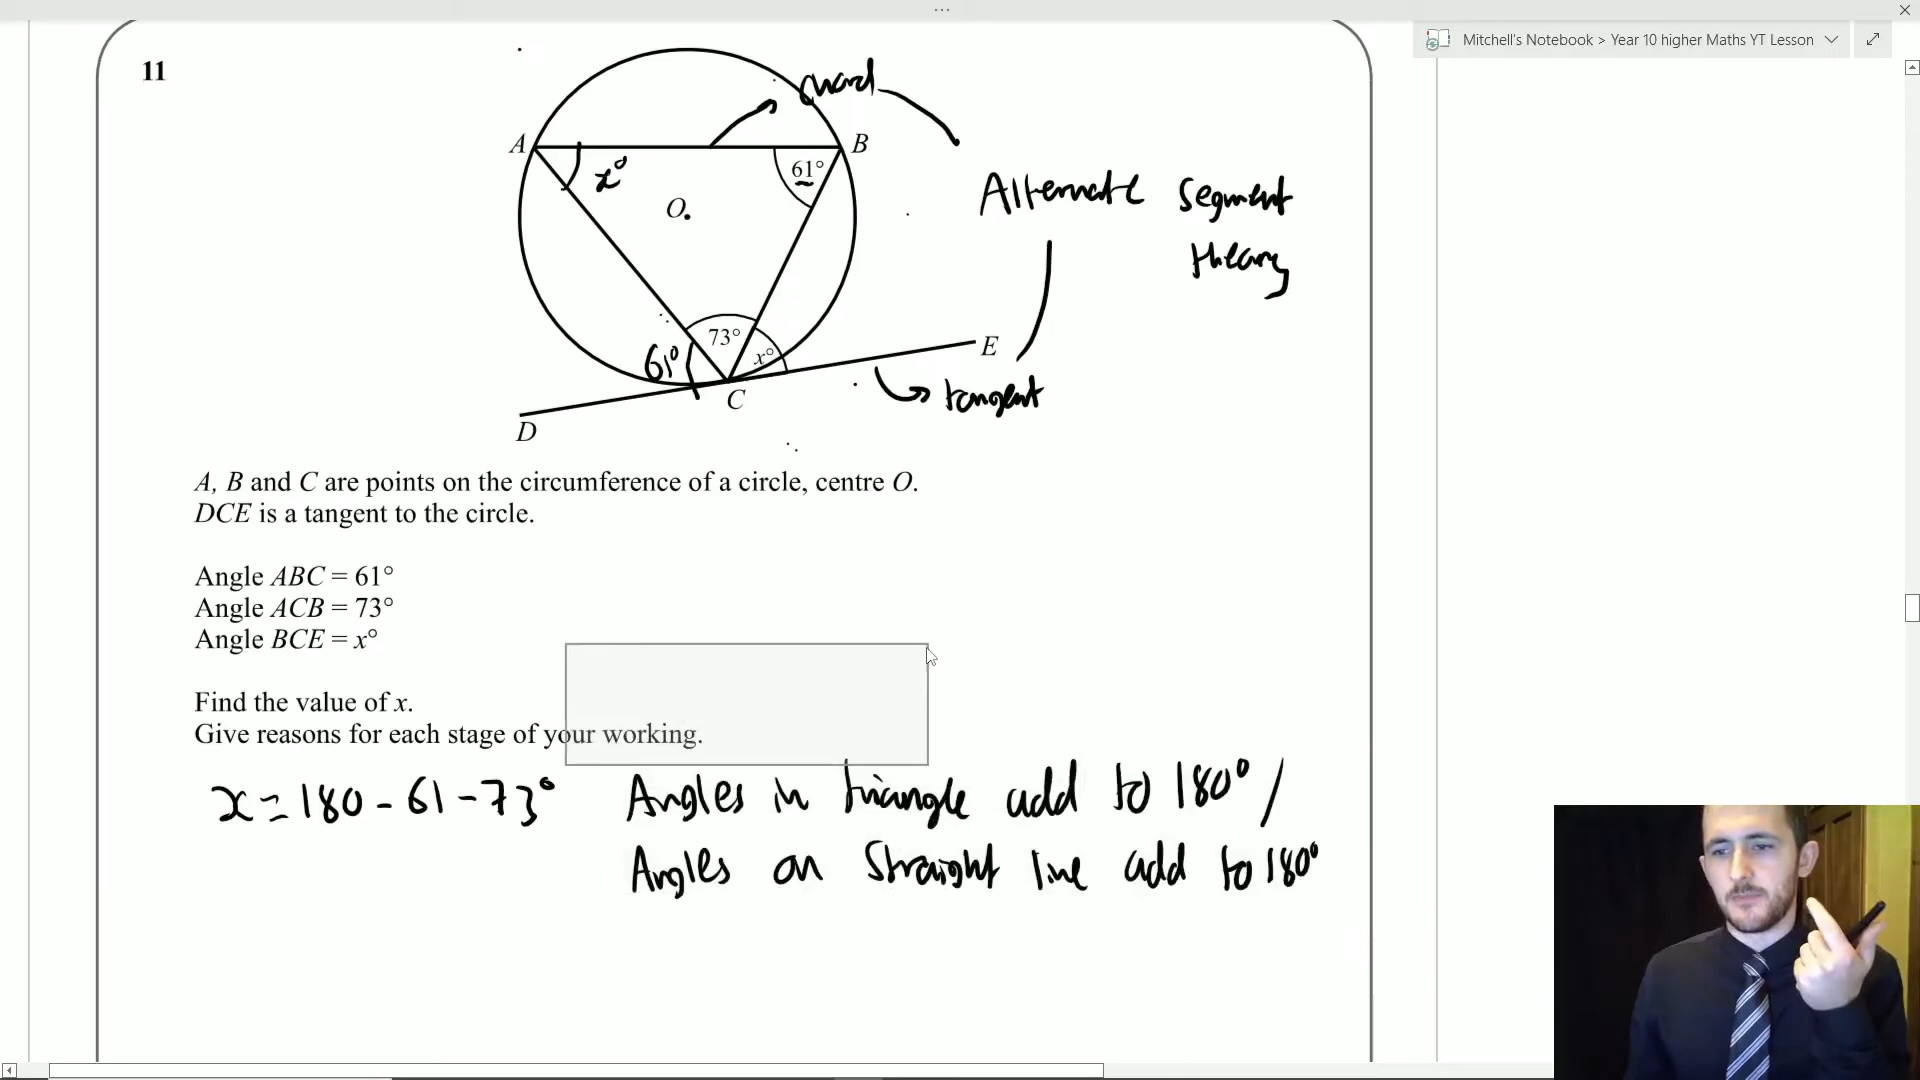 Mitchell's Notebook > Year 10 higher Maths YT Lesson
11
chord
A
B
x°
61°
O.
Alternate segment
theory
73°
61°
x°
E
C
tangent
D
A, B and C are points on the circumference of a circle, centre O.
DCE is a tangent to the circle.
Angle ABC = 61°
Angle ACB = 73°
Angle BCE = x°
Find the value of x.
Give reasons for each stage of your working.
x = 180 - 61 - 73° Angles in triangle add to 180° /
Angles on straight line add to 180°